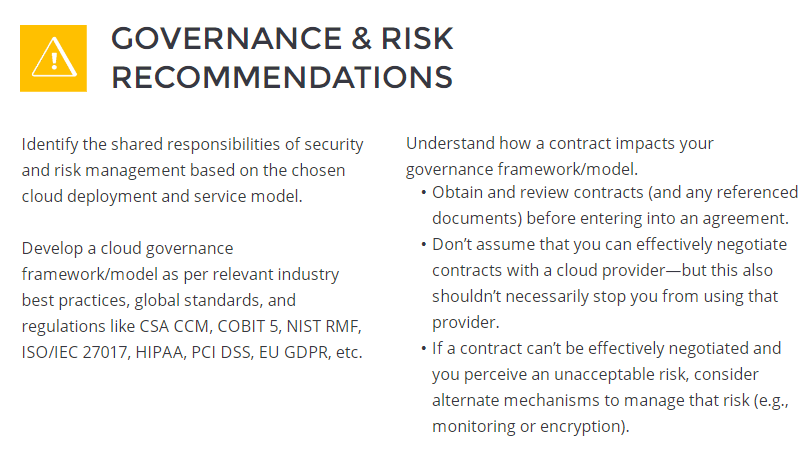 GOVERNANCE & RISK
RECOMMENDATIONS
Identify the shared responsibilities of security
and risk management based on the chosen
cloud deployment and service model.
Develop a cloud governance
framework/model as per relevant industry
best practices, global standards, and
regulations like CSA CCM, COBIT 5, NIST RMF,
ISO/IEC 27017, HIPAA, PCI DSS, EU GDPR, etc.
Understand how a contract impacts your
governance framework/model.
• Obtain and review contracts (and any referenced
documents) before entering into an agreement.
• Don’t assume that you can effectively negotiate
contracts with a cloud provider—but this also
shouldn’t necessarily stop you from using that
provider.
• If a contract can’t be effectively negotiated and
you perceive an unacceptable risk, consider
alternate mechanisms to manage that risk (e.g.,
monitoring or encryption).